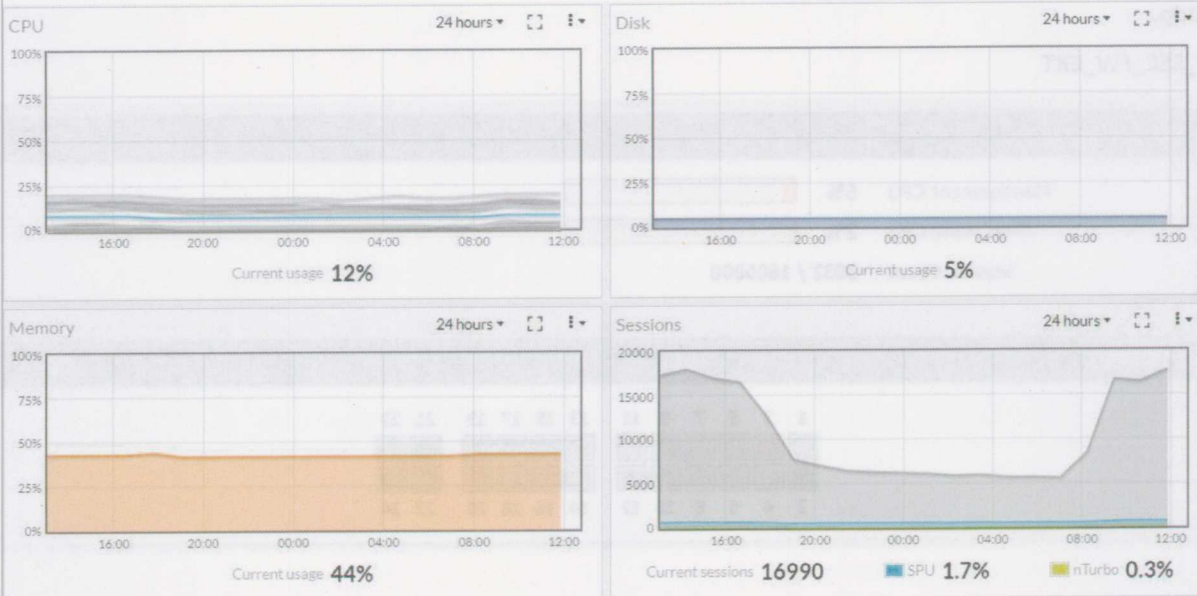 CPU
24 hours
100%
75%
50%
25%
0%
16:00 20:00 00:00 04:00 08:00 12:00
Current usage 12%
Disk
24 hours
100%
75%
50%
25%
0%
16:00 20:00 00:00 04:00 08:00 12:00
Current usage 5%
Memory
24 hours
100%
75%
50%
25%
0%
16:00 20:00 00:00 04:00 08:00 12:00
Current usage 44%
Sessions
24 hours
20000
15000
10000
5000
0
16:00 20:00 00:00 04:00 08:00 12:00
Current sessions 16990 SPU 1.7% nTurbo 0.3%